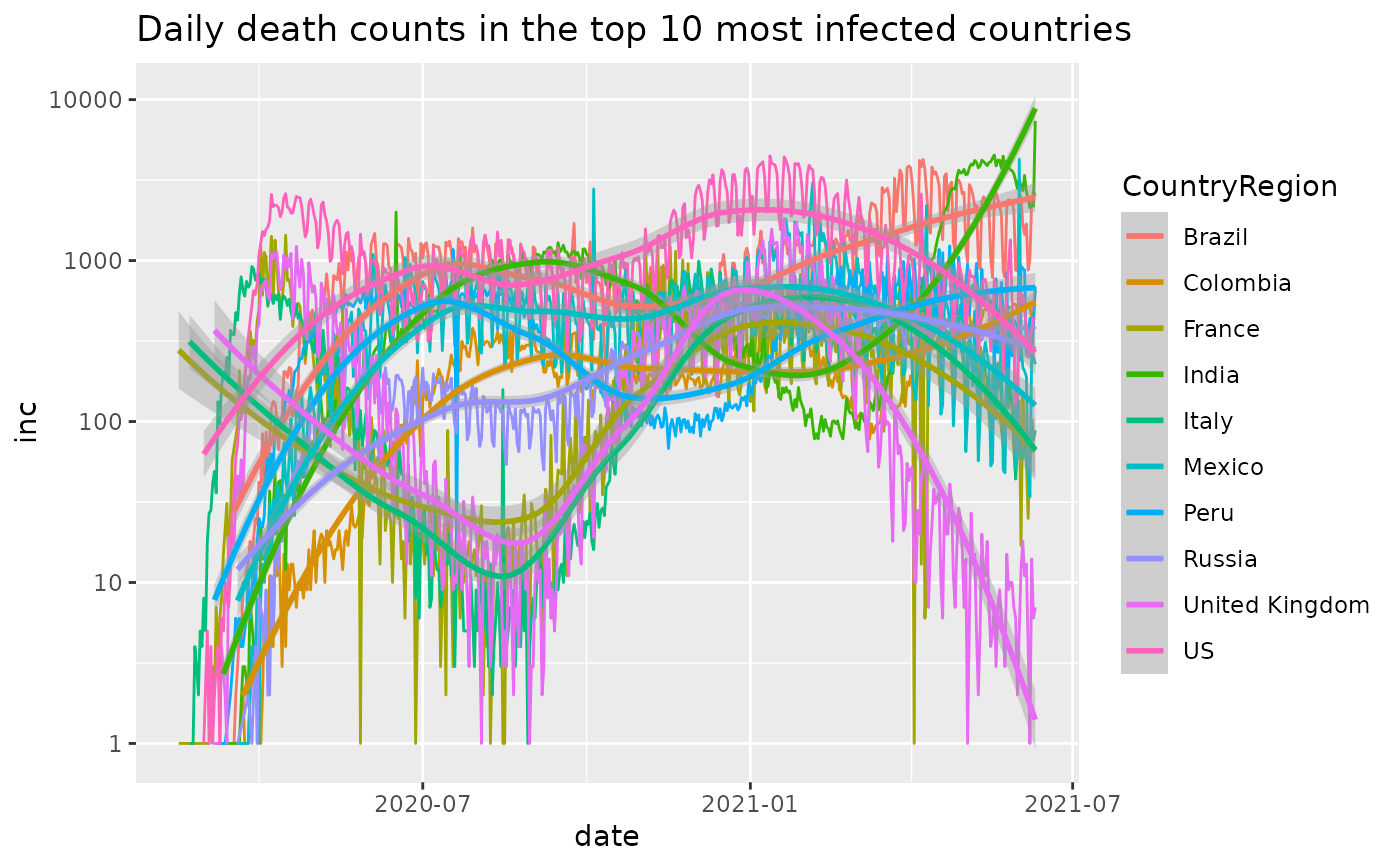 Daily death counts in the top 10 most infected countries
10000
1000
100
10
1
inc
2020-07
2021-01
2021-07
date
CountryRegion
Brazil
Colombia
France
India
Italy
Mexico
Peru
Russia
United Kingdom
US